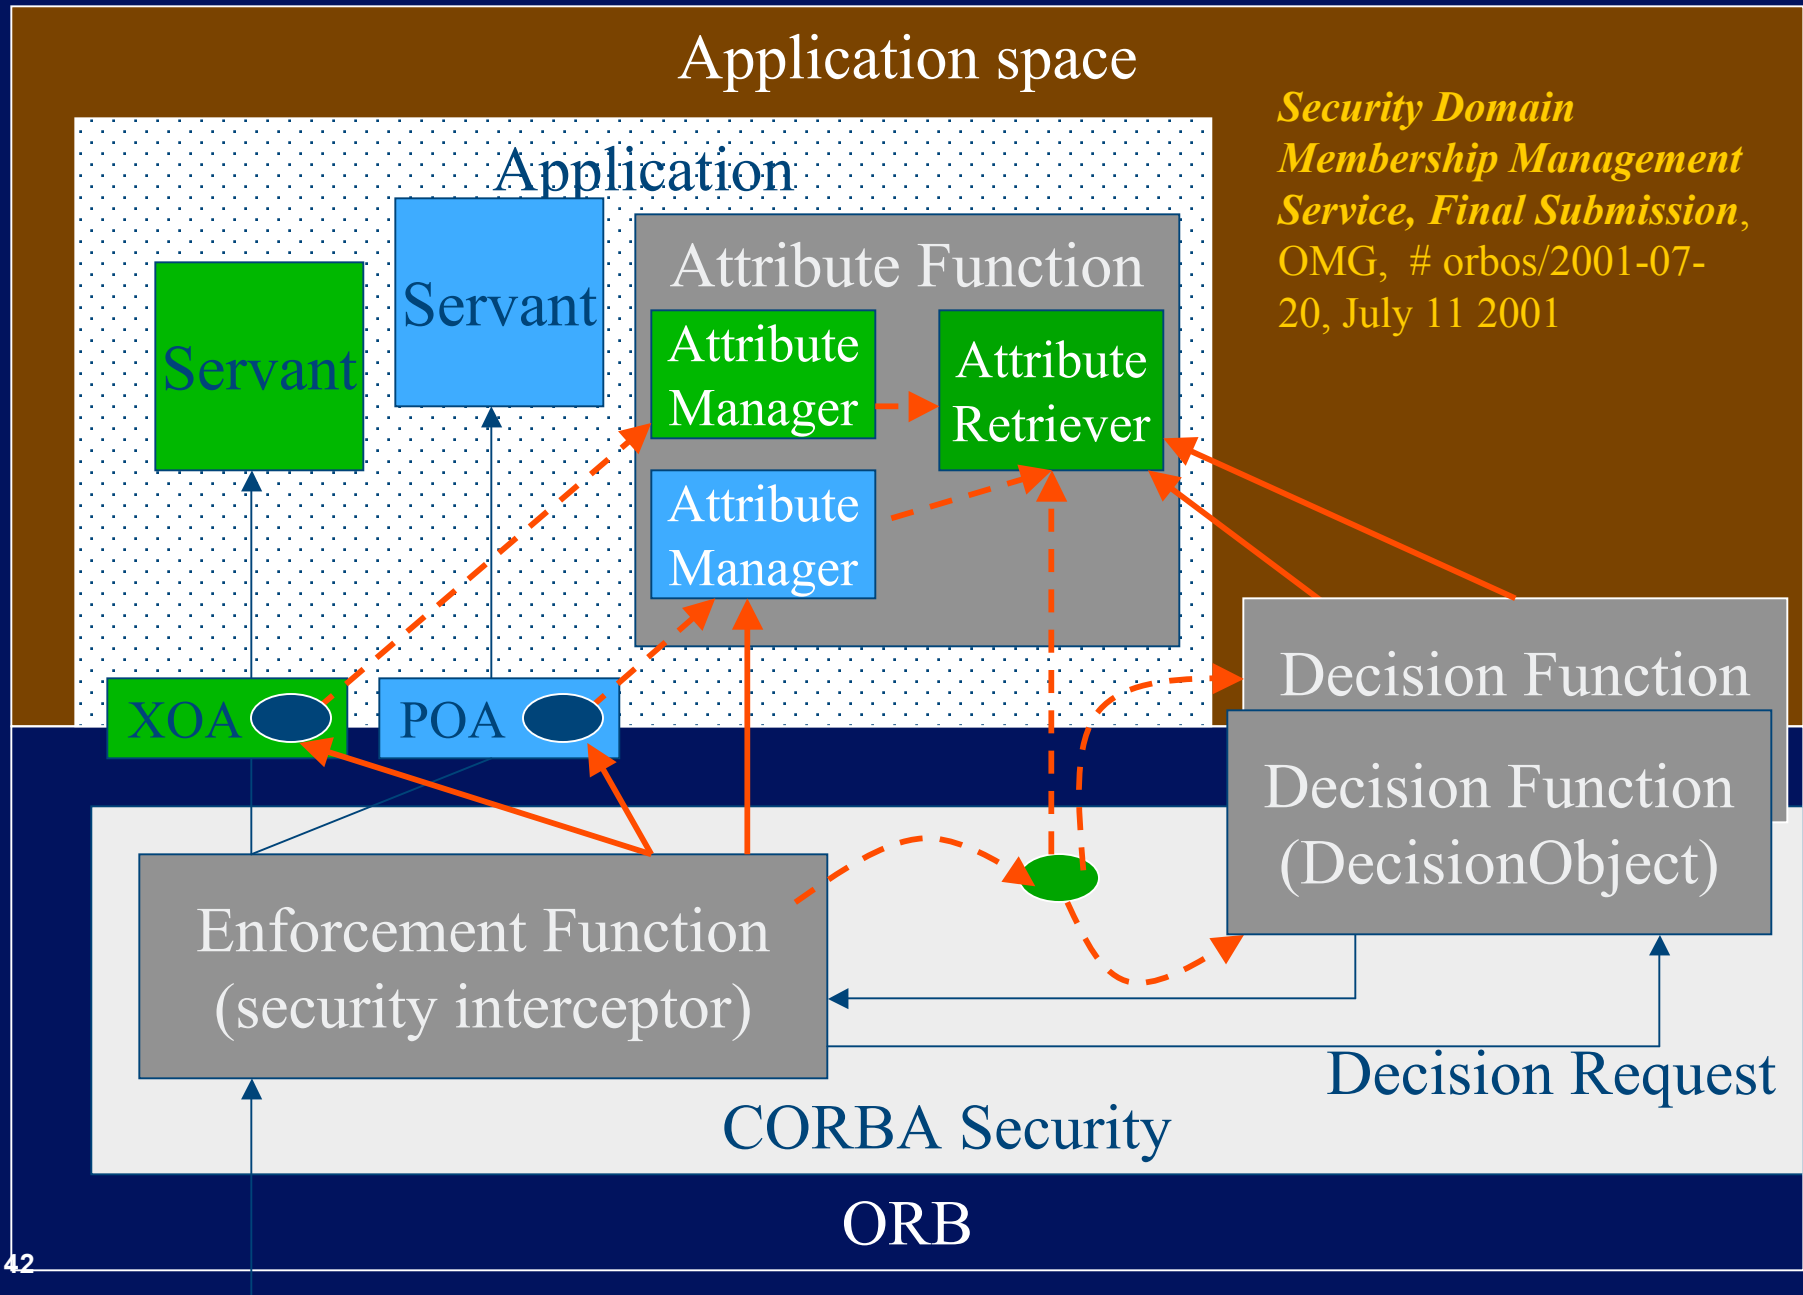 Application space
Security Domain
Membership Management
Service, Final Submission,
OMG,  # orbos/2001-07-
20, July 11 2001
Application
Servant
Servant
Attribute Function
Attribute
Manager
Attribute
Retriever
Attribute
Manager
XOA
POA
Decision Function
Decision Function
(DecisionObject)
Enforcement Function
(security interceptor)
Decision Request
CORBA Security
ORB
42